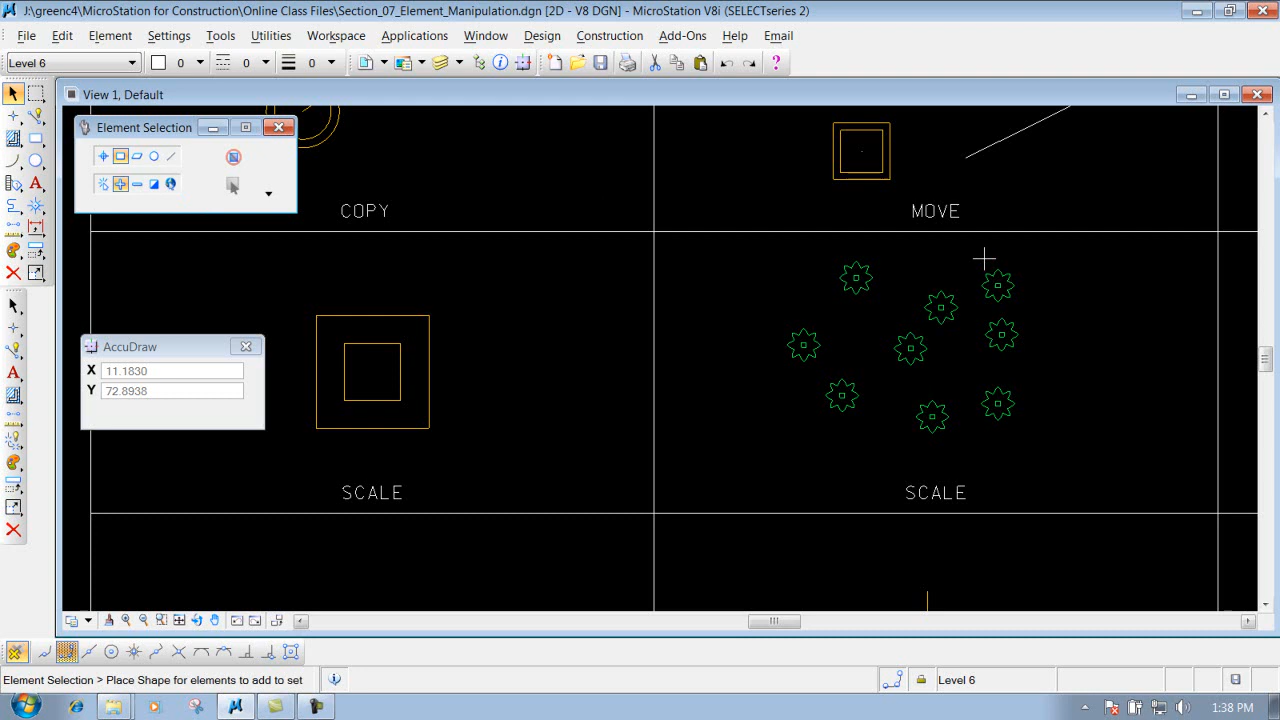 J:\greenc4\MicroStation for Construction\Online Class Files\Section_07_Element_Manipulation.dgn [2D - V8 DGN] - MicroStation V8i (SELECTseries 2)
File Edit Element Settings Tools Utilities Workspace Applications Window Design Construction Add-Ons Help Email
Level 6 0 0 0
View 1, Default
Element Selection
COPY
MOVE
AccuDraw
X 11.1830
Y 72.8938
SCALE
SCALE
Element Selection > Place Shape for elements to add to set
Level 6
1:38 PM